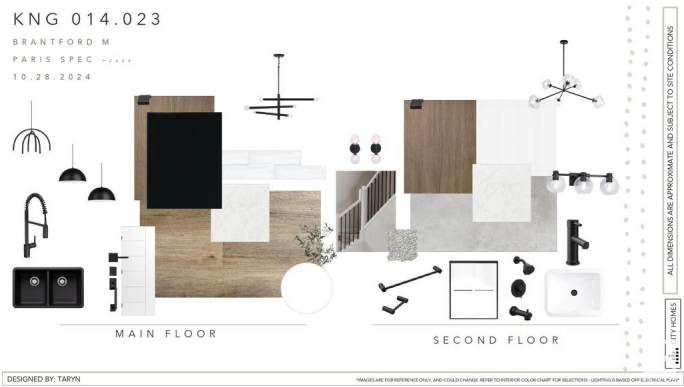 KNG 014.023
BRANTFORD M
PARIS SPEC ~2024
10.28.2024
MAIN FLOOR
SECOND FLOOR
ALL DIMENSIONS ARE APPROXIMATE AND SUBJECT TO SITE CONDITIONS
CITY HOMES
DESIGNED BY: TARYN
*IMAGES ARE FOR REFERENCE ONLY, AND COULD CHANGE. REFER TO INTERIOR COLOR CHART FOR SELECTIONS - LIGHTING IS BASED OFF ELECTRICAL PLAN*